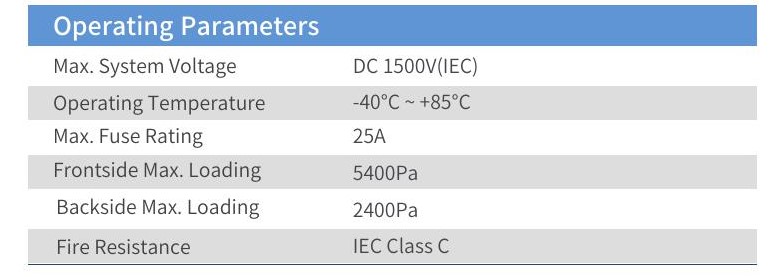 Operating Parameters
Max. System Voltage DC 1500V(IEC)
Operating Temperature -40°C ~ +85°C
Max. Fuse Rating 25A
Frontside Max. Loading 5400Pa
Backside Max. Loading 2400Pa
Fire Resistance IEC Class C